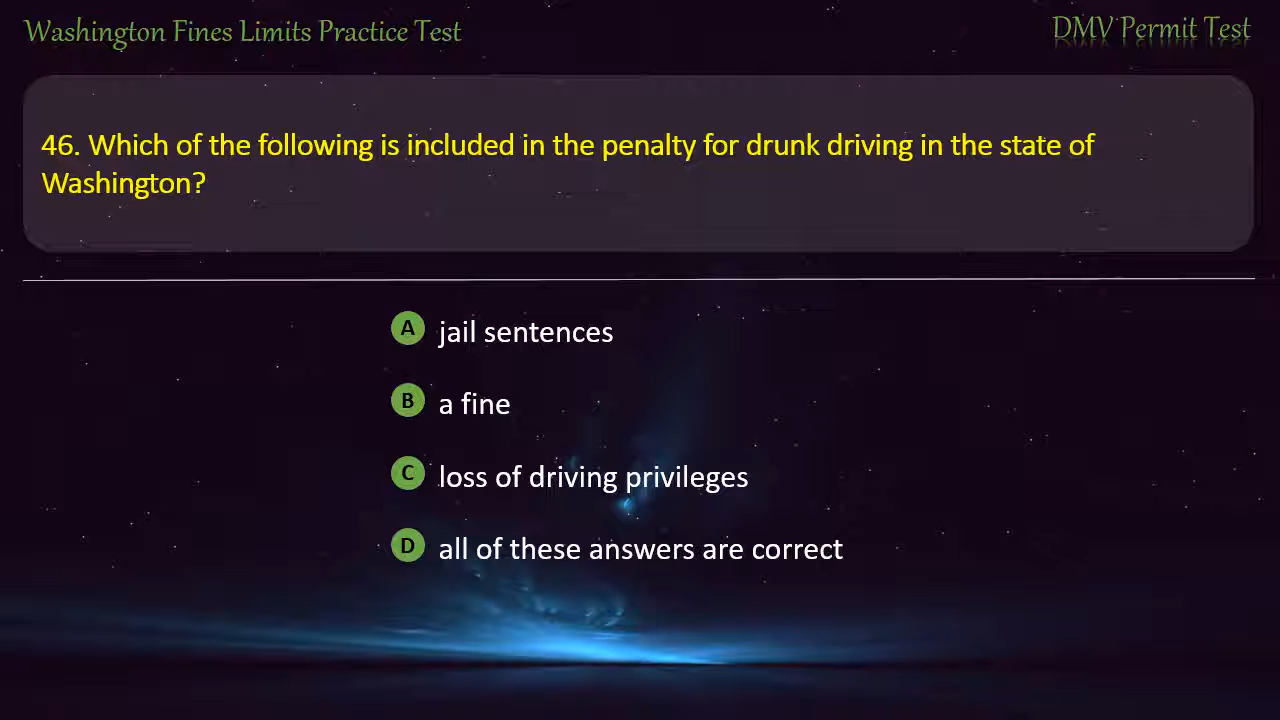 Washington Fines Limits Practice Test
DMV Permit Test
46. Which of the following is included in the penalty for drunk driving in the state of
Washington?
A jail sentences
B a fine
C loss of driving privileges
D all of these answers are correct